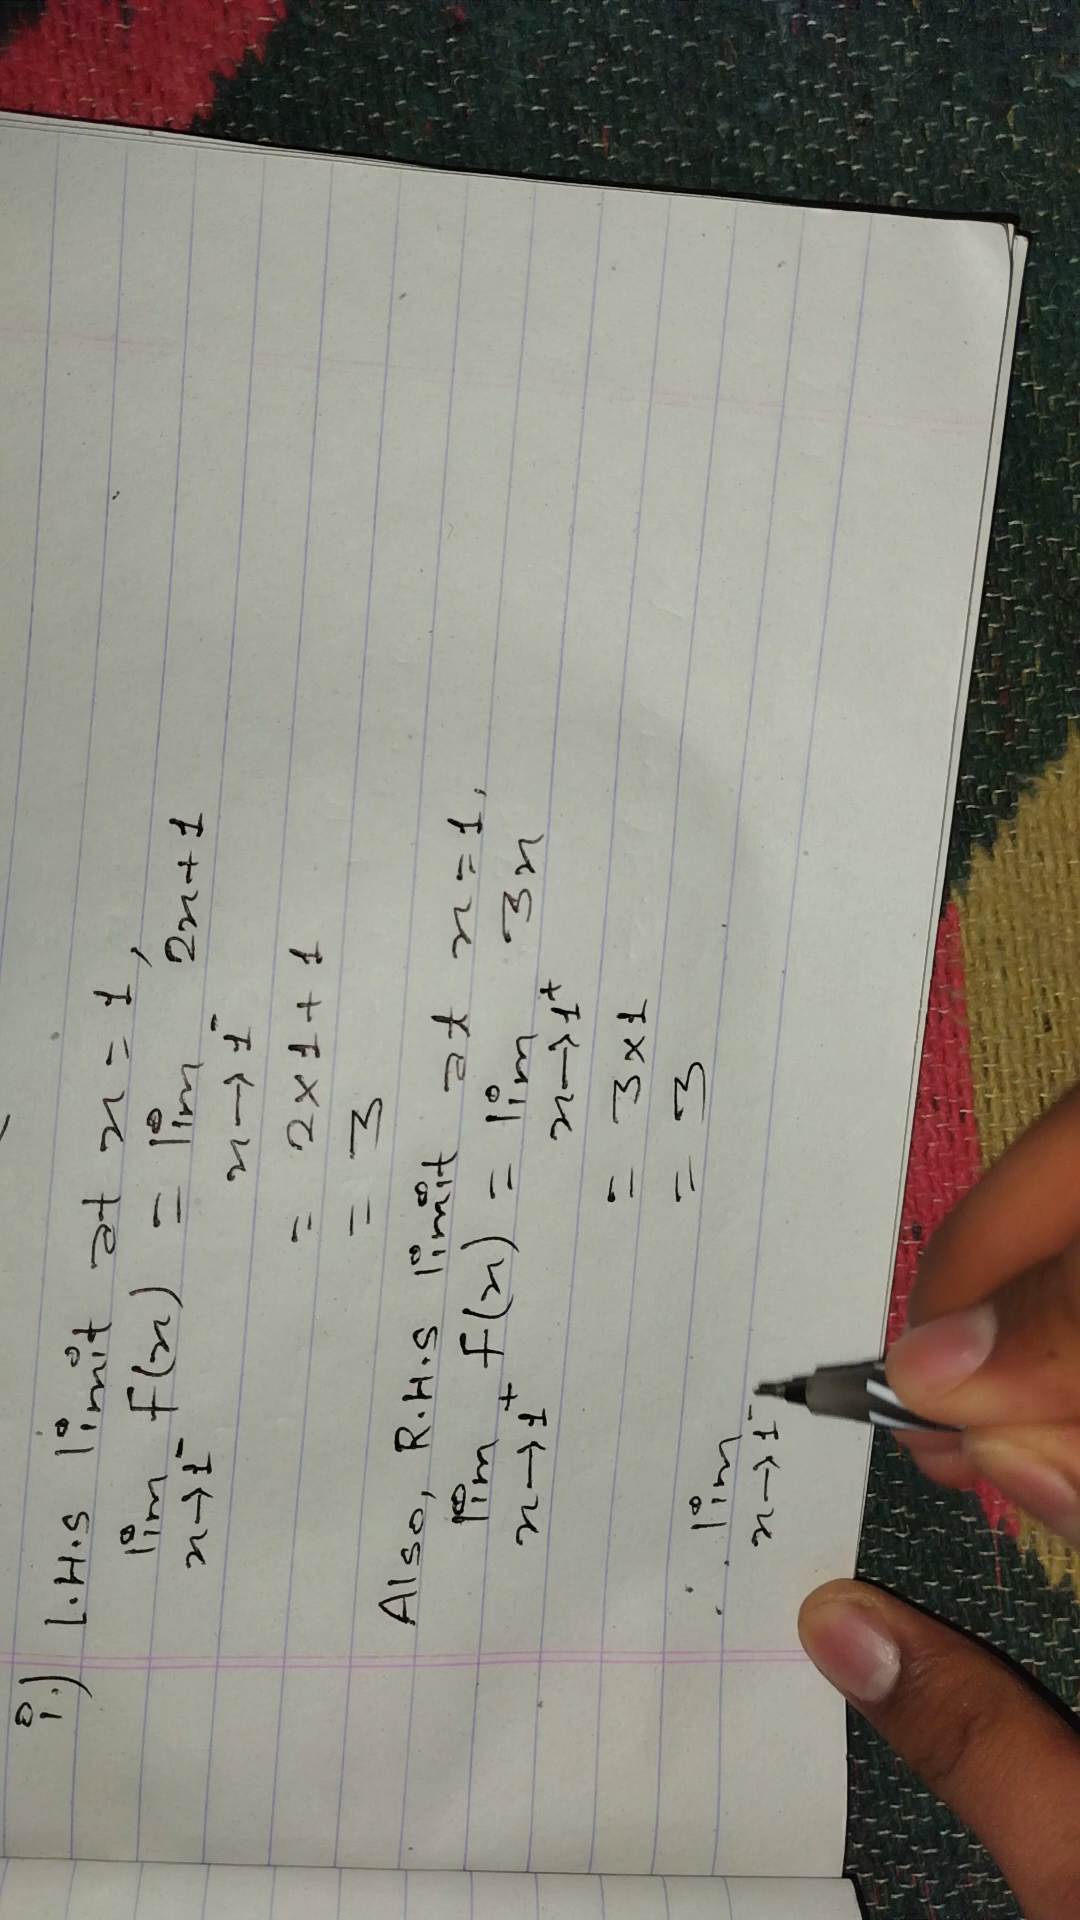 i.) L.H.S limit at x = 1,
lim f(x) = lim 2x+1
x→1⁻ x→1⁻
= 2×1+1
= 3
Also, R.H.S limit at x = 1,
lim f(x) = lim 3x
x→1⁺ x→1⁺
= 3×1
= 3
∴ lim
x→1⁻